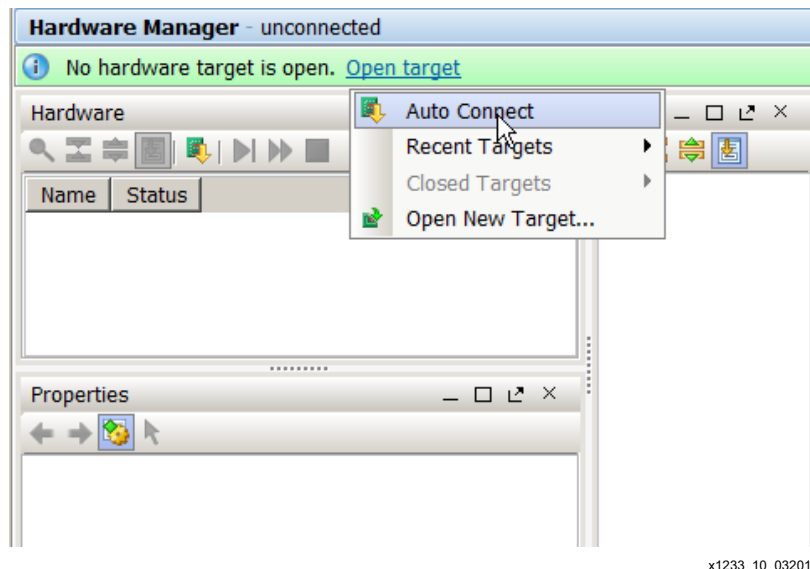 Hardware Manager - unconnected
No hardware target is open. Open target
Hardware
Auto Connect
Recent Targets
Closed Targets
Open New Target...
Name Status
Properties
x1233_10_03201